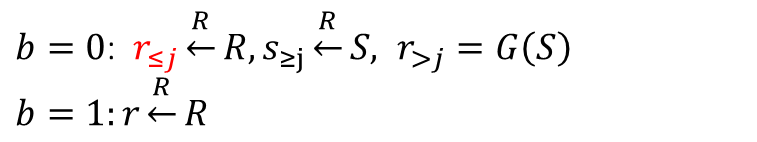 b = 0: r≤j ←R R, s≥j ←R S, r>j = G(S)
b = 1: r ←R R